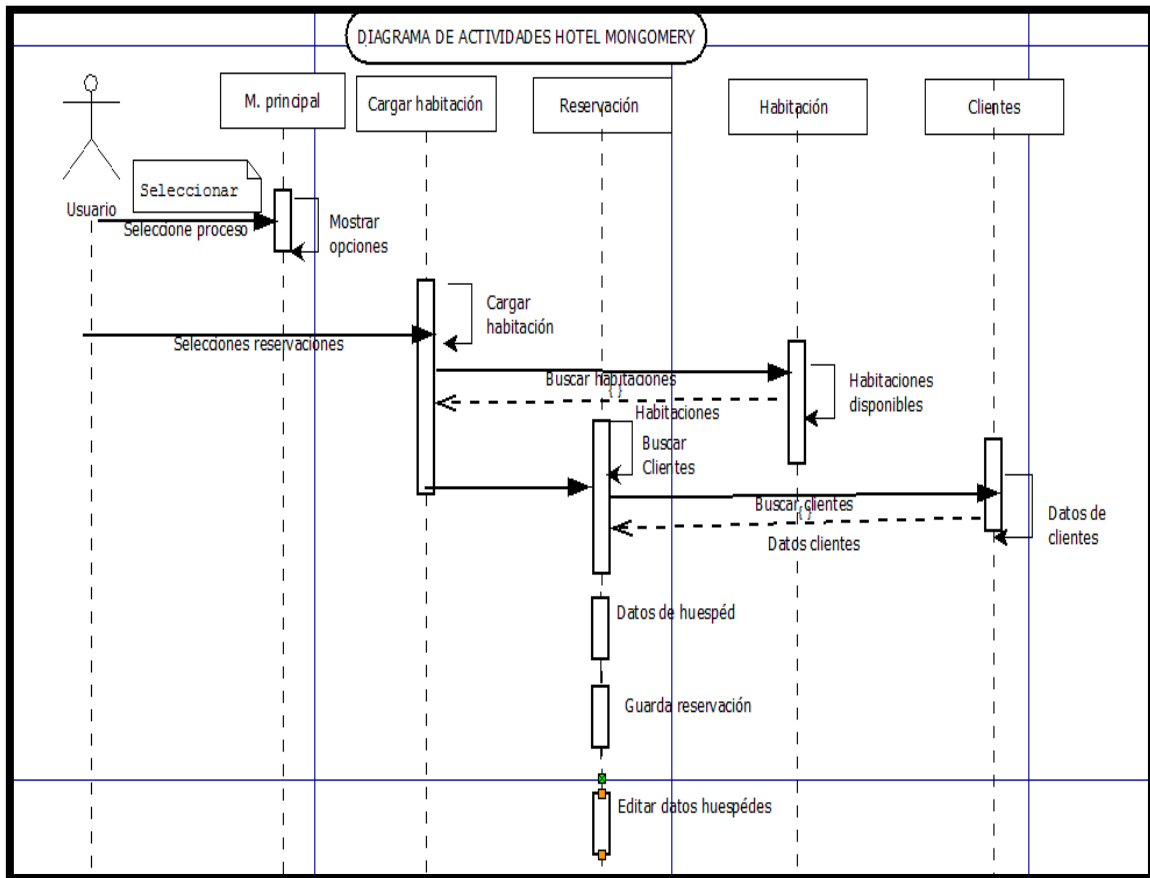 DIAGRAMA DE ACTIVIDADES HOTEL MONGOMERY
M. principal
Cargar habitación
Reservación
Habitación
Clientes
Seleccionar
Usuario
Seleccione proceso
Mostrar
opciones
Cargar
habitación
Selecciones reservaciones
Buscar habitaciones
{ }
Habitaciones
Habitaciones
disponibles
Buscar
Clientes
Buscar clientes
{ }
Datos clientes
Datos de
clientes
Datos de huespéd
Guarda reservación
Editar datos huespédes